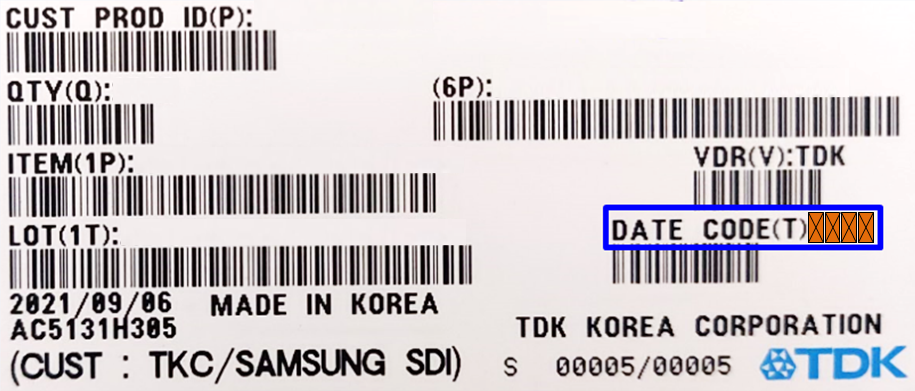 CUST PROD ID(P):
QTY(Q):
(6P):
ITEM(1P):
VDR(V):TDK
DATE CODE(T)
LOT(1T):
2021/09/06 MADE IN KOREA
AC5131H305
TDK KOREA CORPORATION
(CUST : TKC/SAMSUNG SDI)
S 00005/00005
TDK